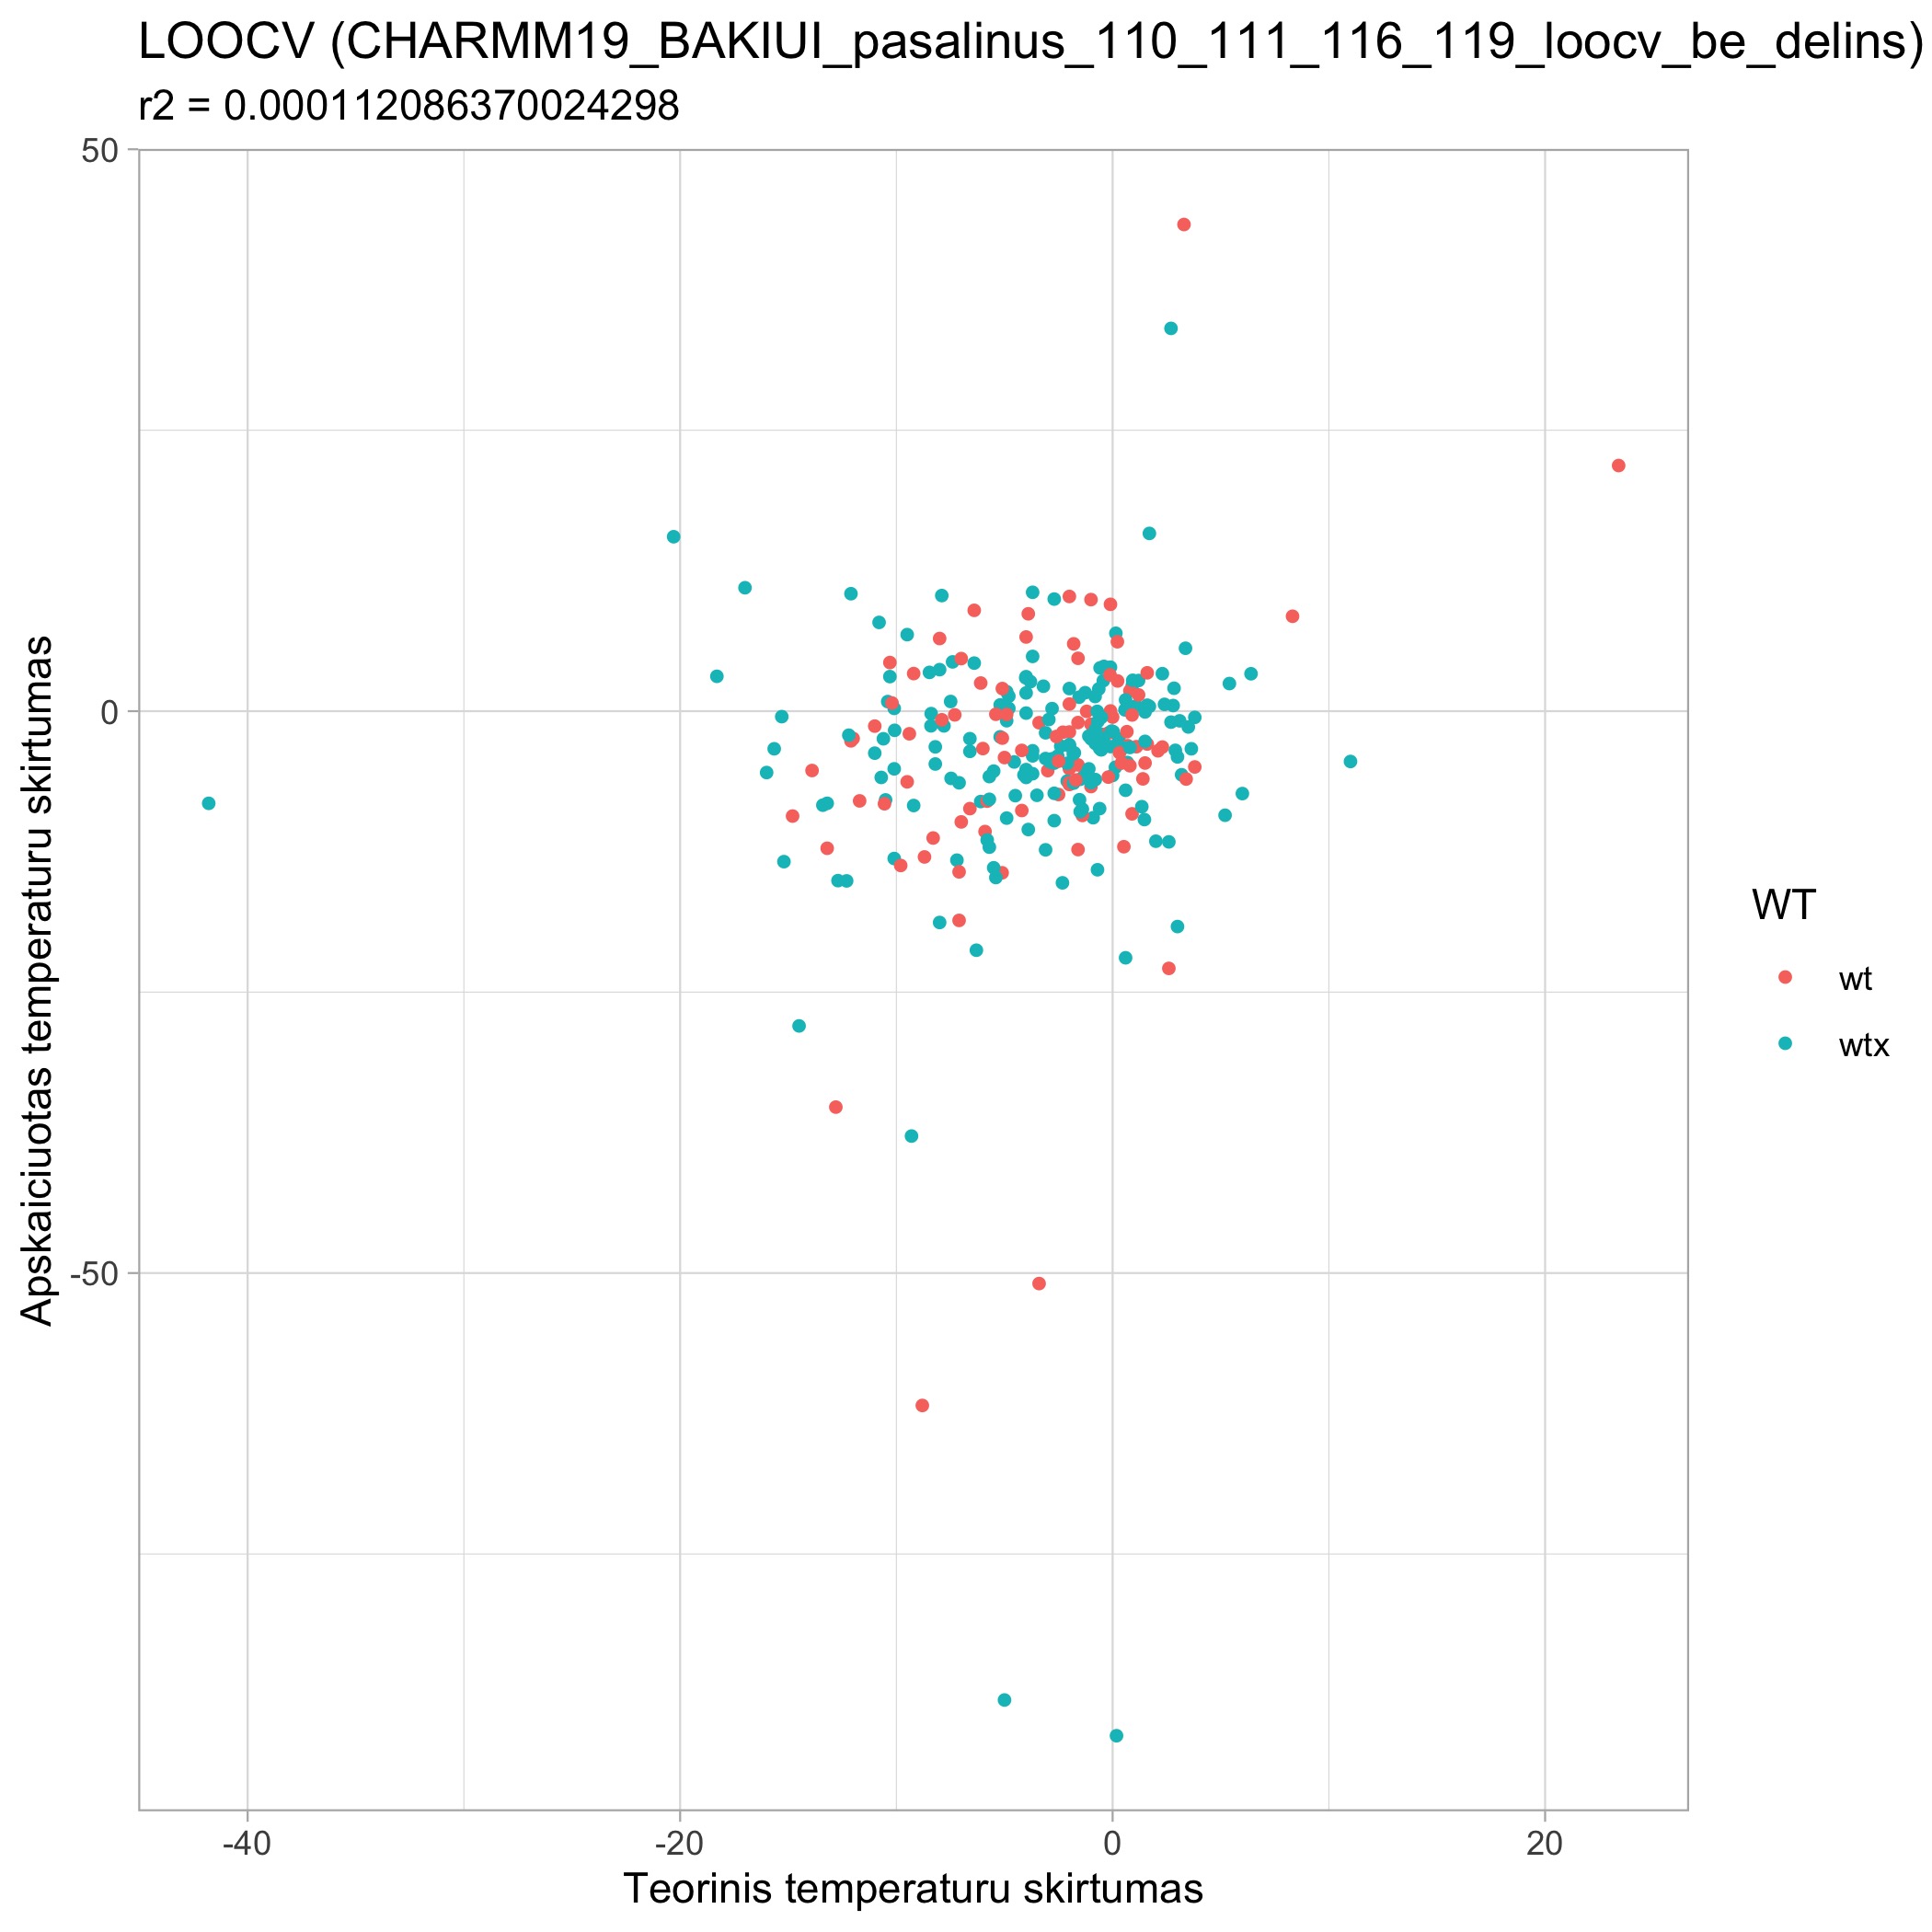 LOOCV (CHARMM19_BAKIUI_pasalinus_110_111_116_119_loocv_be_delins)
r2 = 0.000112086370024298
50
0
-50
Apskaiciuotas temperaturu skirtumas
-40
-20
0
20
Teorinis temperaturu skirtumas
WT
wt
wtx